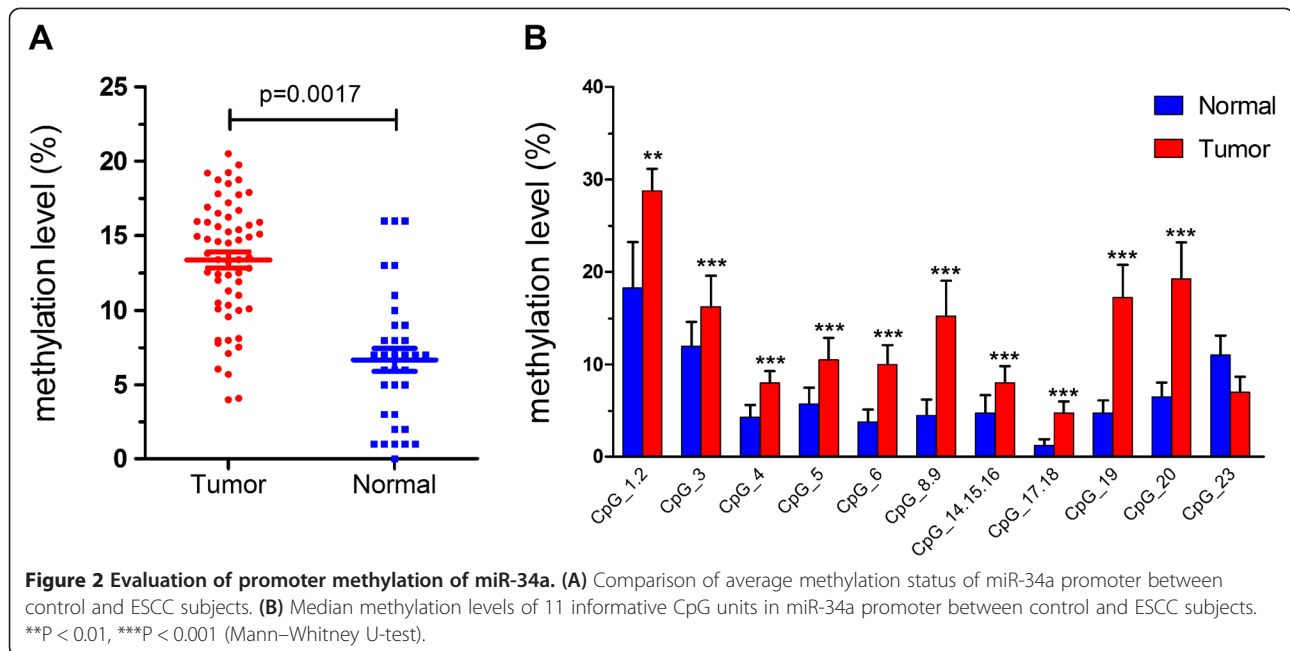 A
B
methylation level (%)
25
20
15
10
5
0
p=0.0017
Tumor
Normal
methylation level (%)
40
30
20
10
0
Normal
Tumor
**
***
***
***
***
***
***
***
***
***
CpG_1.2
CpG_3
CpG_4
CpG_5
CpG_6
CpG_8.9
CpG_14.15.16
CpG_17.18
CpG_19
CpG_20
CpG_23
Figure 2 Evaluation of promoter methylation of miR-34a. (A) Comparison of average methylation status of miR-34a promoter between
control and ESCC subjects. (B) Median methylation levels of 11 informative CpG units in miR-34a promoter between control and ESCC subjects.
**P < 0.01, ***P < 0.001 (Mann–Whitney U-test).